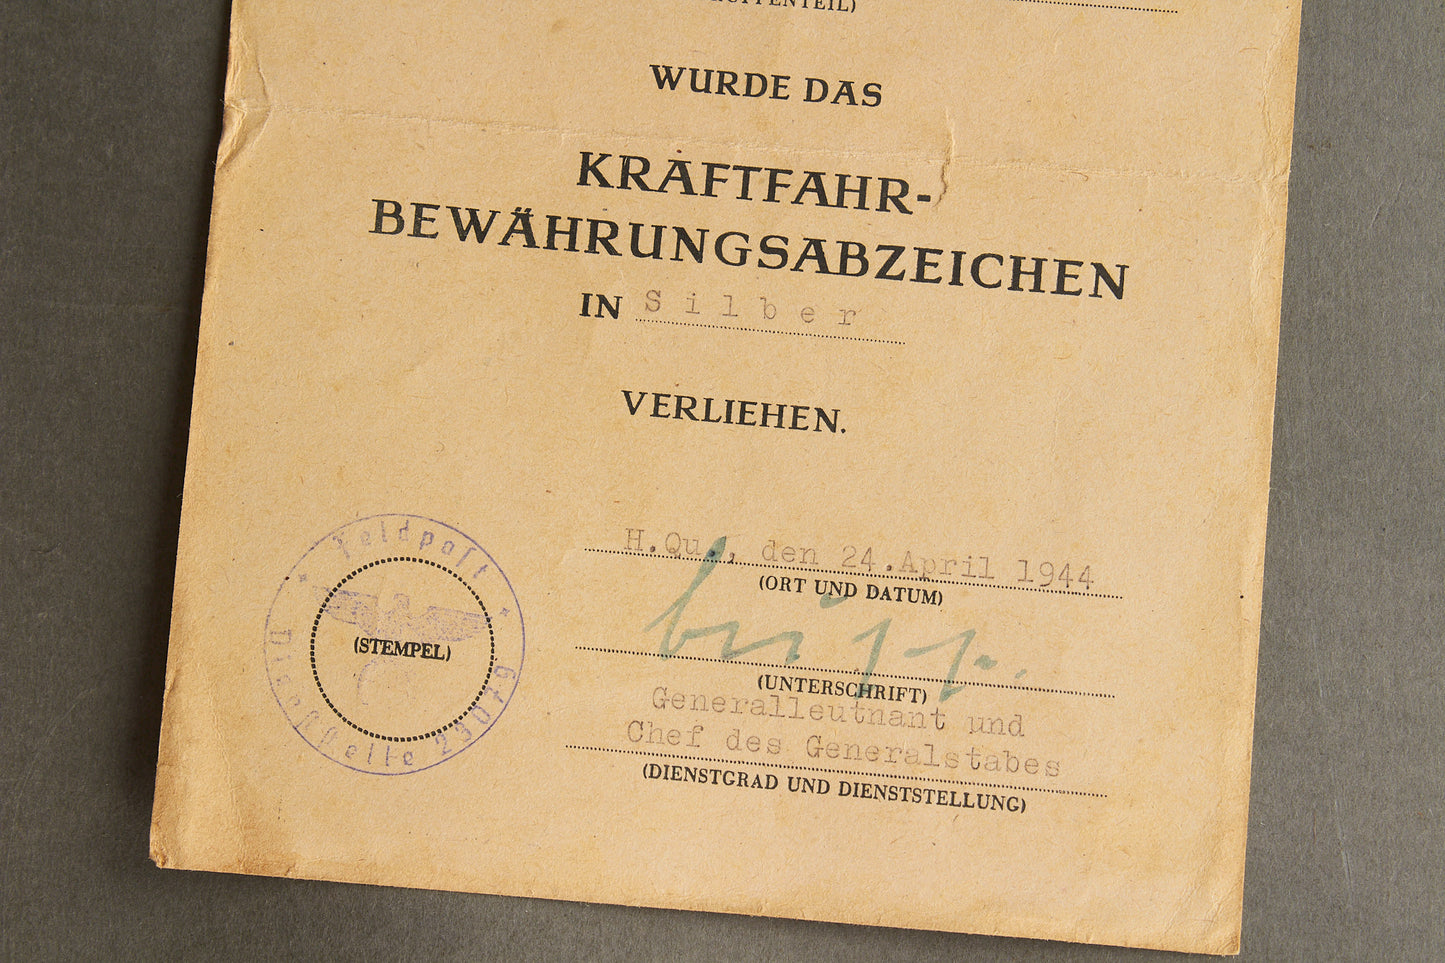 WURDE DAS
KRAFTFAHR-
BEWÄHRUNGSABZEICHEN
IN Silber
VERLIEHEN.
H.Qu., den 24.April 1944
(ORT UND DATUM)
(UNTERSCHRIFT)
Generalleutnant und
Chef des Generalstabes
(DIENSTGRAD UND DIENSTSTELLUNG)
Feldpost
Dienststelle 23079
(STEMPEL)